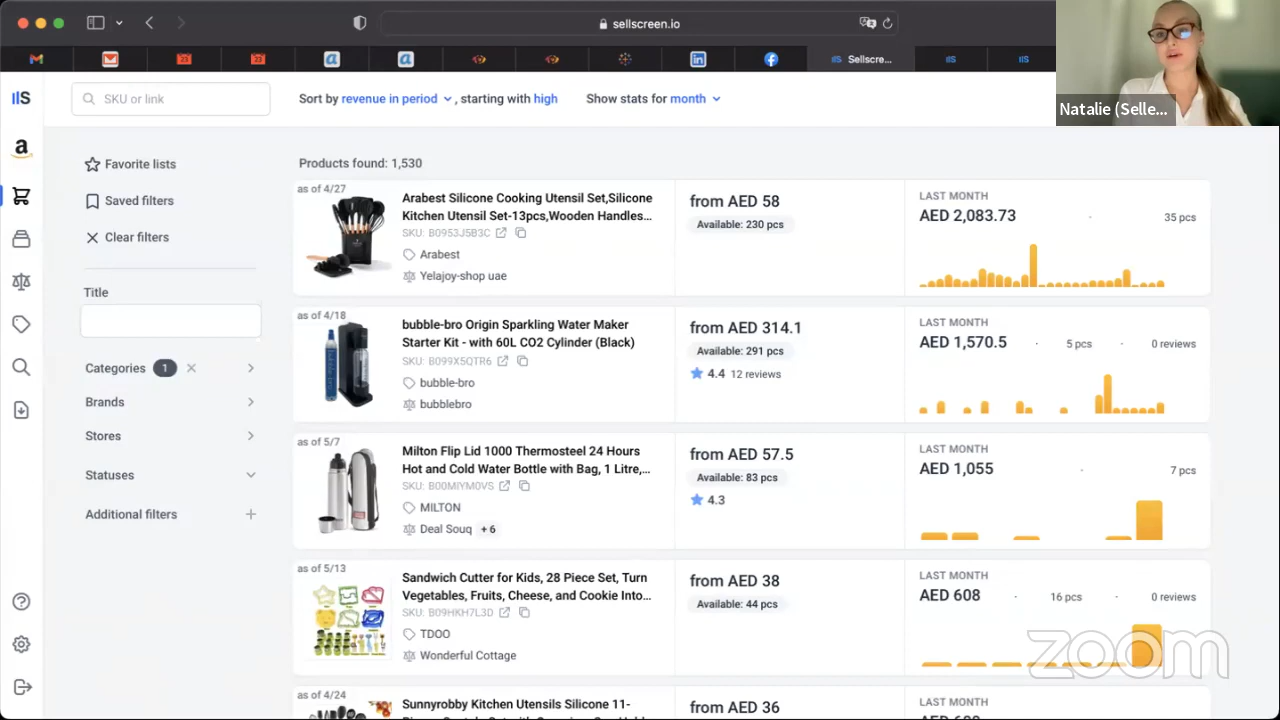 sellscreen.io
Sellscre...
Natalie (Selle...
SKU or link
Sort by revenue in period , starting with high
Show stats for month
Favorite lists
Saved filters
Clear filters
Title
Categories 1
Brands
Stores
Statuses
Additional filters
Products found: 1,530
as of 4/27
Arabest Silicone Cooking Utensil Set,Silicone
Kitchen Utensil Set-13pcs,Wooden Handles...
SKU: B0953J5B3C
Arabest
Yelajoy-shop uae
from AED 58
Available: 230 pcs
LAST MONTH
AED 2,083.73
35 pcs
as of 4/18
bubble-bro Origin Sparkling Water Maker
Starter Kit - with 60L CO2 Cylinder (Black)
SKU: B099X5QTR6
bubble-bro
bubblebro
from AED 314.1
Available: 291 pcs
4.4 12 reviews
LAST MONTH
AED 1,570.5
5 pcs
0 reviews
as of 5/7
Milton Flip Lid 1000 Thermosteel 24 Hours
Hot and Cold Water Bottle with Bag, 1 Litre,...
SKU: B00MIYM0VS
MILTON
Deal Souq +6
from AED 57.5
Available: 83 pcs
4.3
LAST MONTH
AED 1,055
7 pcs
as of 5/13
Sandwich Cutter for Kids, 28 Piece Set, Turn
Vegetables, Fruits, Cheese, and Cookie Into...
SKU: B09HKH7L3D
TDOO
Wonderful Cottage
from AED 38
Available: 44 pcs
LAST MONTH
AED 608
16 pcs
0 reviews
zoom
as of 4/24
Sunnyrobby Kitchen Utensils Silicone 11-
from AED 36
LAST MONTH